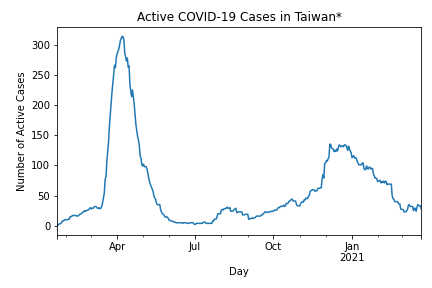 Active COVID-19 Cases in Taiwan*
Number of Active Cases
300
250
200
150
100
50
0
Apr
Jul
Oct
Jan
2021
Day